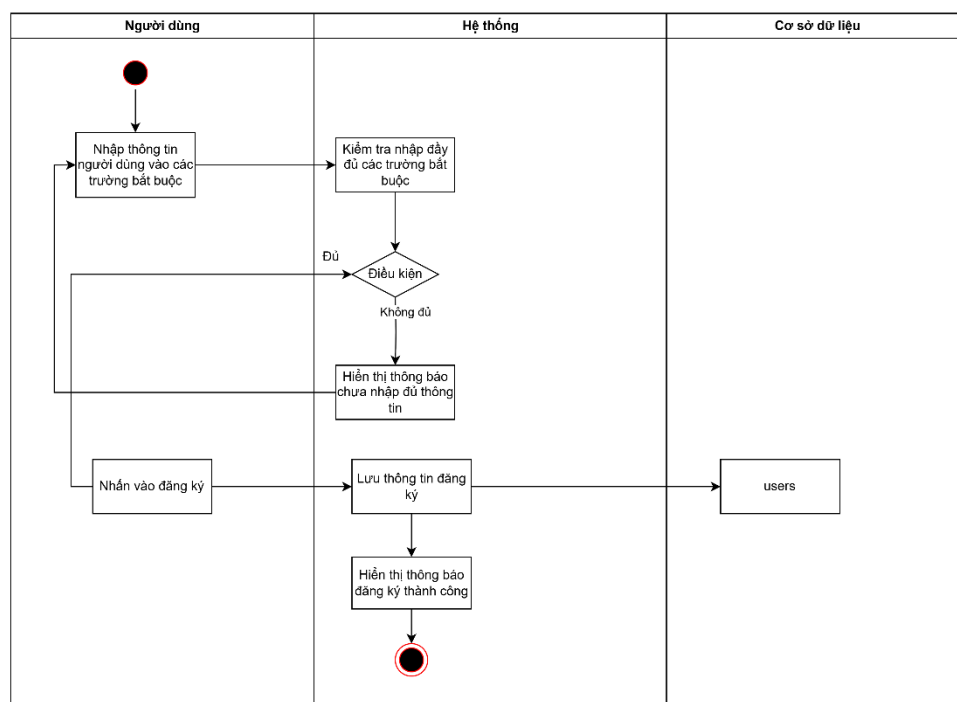 Người dùng
Hệ thống
Cơ sở dữ liệu
Nhập thông tin
người dùng vào các
trường bắt buộc
Kiểm tra nhập đầy
đủ các trường bắt
buộc
Đủ
Điều kiện
Không đủ
Hiển thị thông báo
chưa nhập đủ thông
tin
Nhấn vào đăng ký
Lưu thông tin đăng
ký
users
Hiển thị thông báo
đăng ký thành công